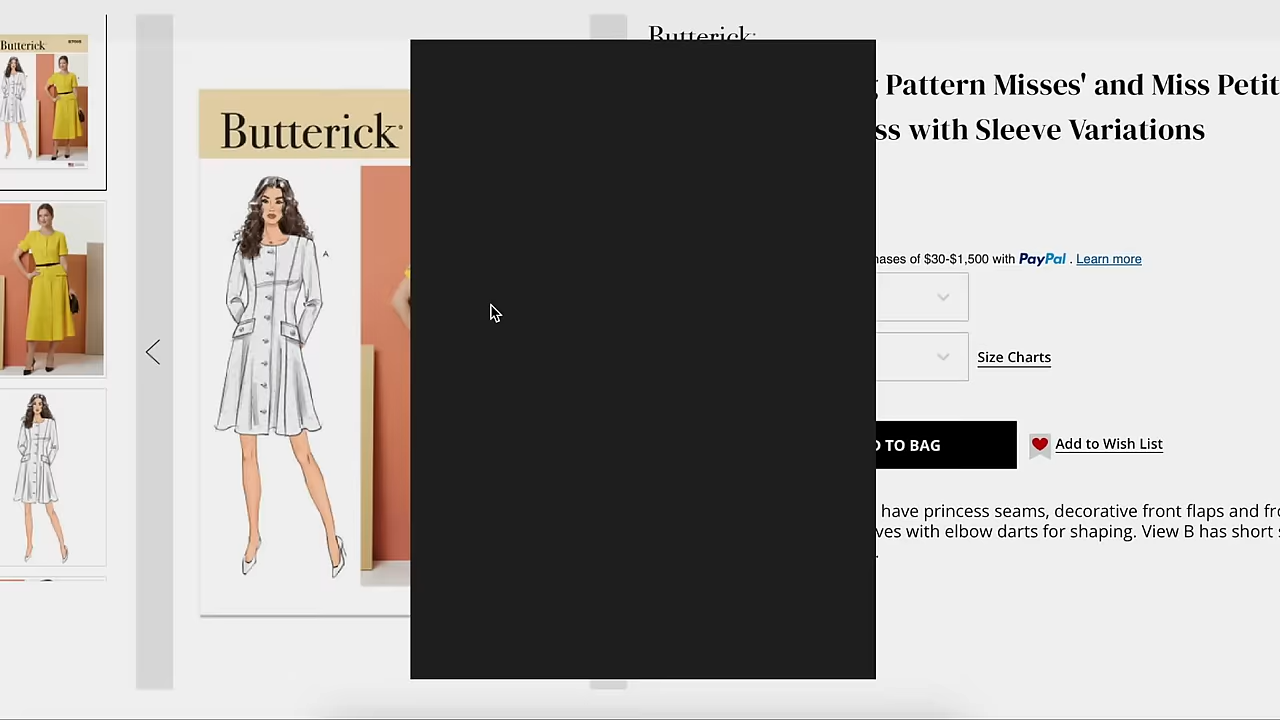 Butterick
Butterick
Butterick
A
Pattern Misses' and Miss Petit
ss with Sleeve Variations
hases of $30-$1,500 with PayPal . Learn more
Size Charts
D TO BAG
Add to Wish List
have princess seams, decorative front flaps and fro
ves with elbow darts for shaping. View B has short s